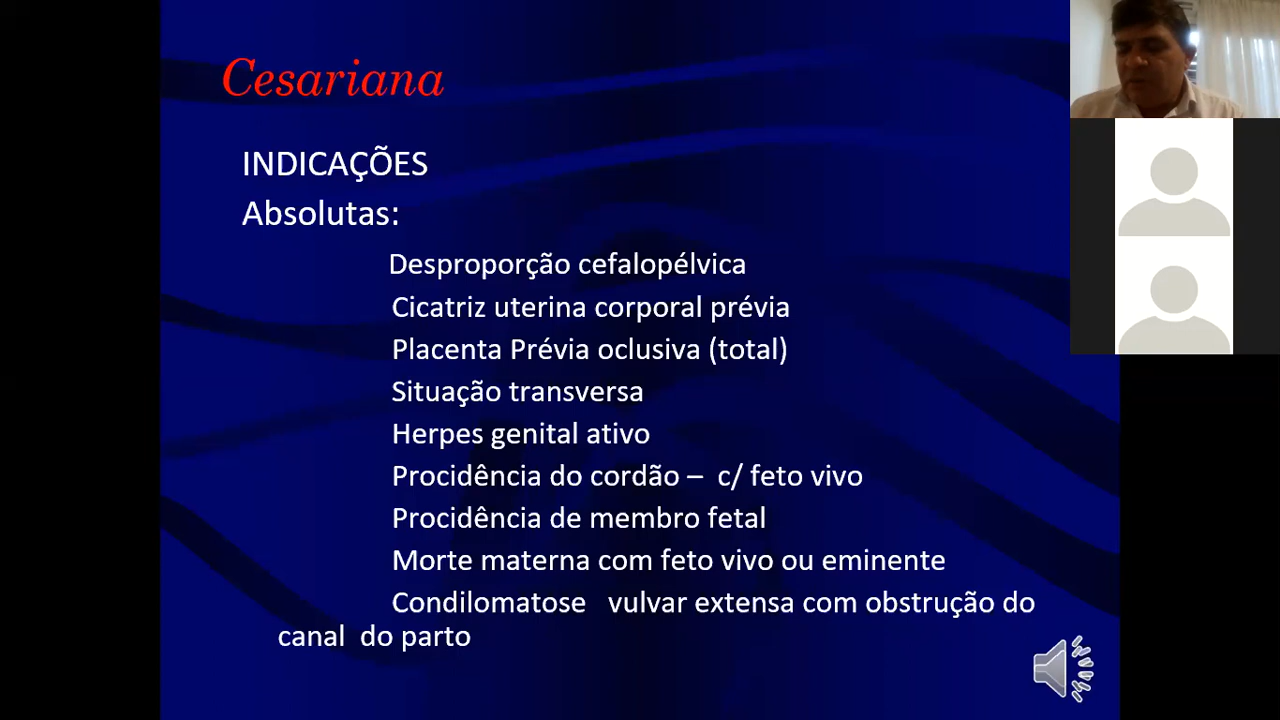 Cesariana
INDICAÇÕES
Absolutas:
Desproporção cefalopélvica
Cicatriz uterina corporal prévia
Placenta Prévia oclusiva (total)
Situação transversa
Herpes genital ativo
Procidência do cordão – c/ feto vivo
Procidência de membro fetal
Morte materna com feto vivo ou eminente
Condilomatose vulvar extensa com obstrução do
canal do parto